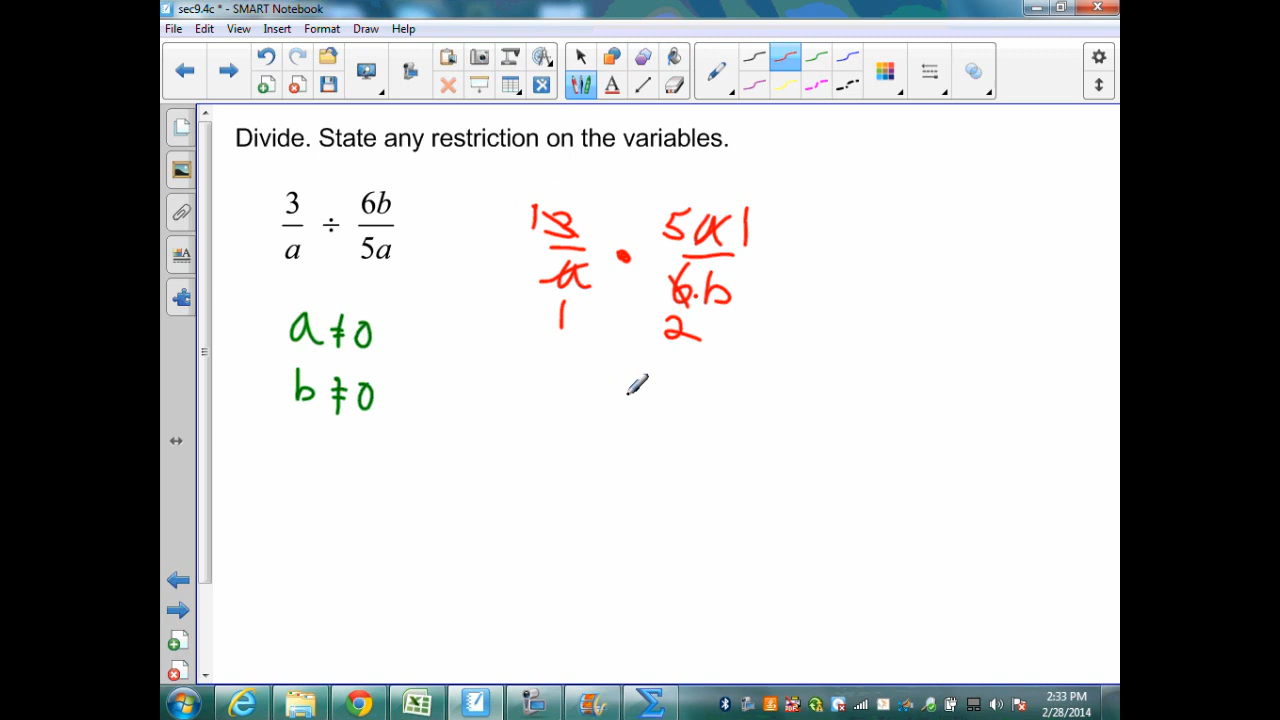 sec9.4c * - SMART Notebook
File Edit View Insert Format Draw Help
Divide. State any restriction on the variables.
3/a ÷ 6b/5a
1 3/a 1 • 5a 1/6·b 2
a ≠ 0
b ≠ 0
2:33 PM
2/28/2014